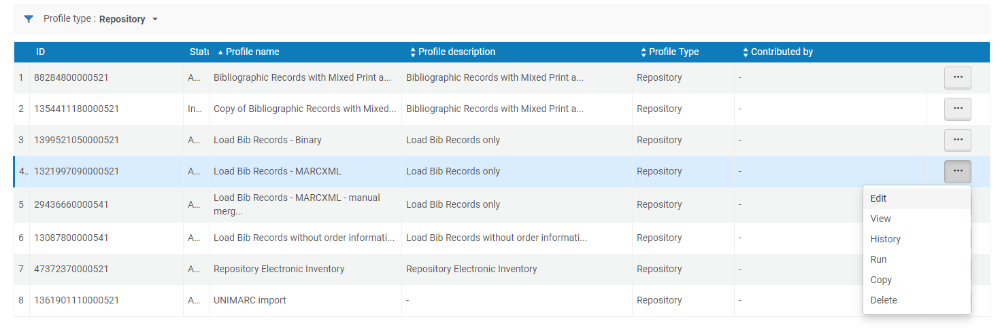 Profile type : Repository
ID Statu Profile name Profile description Profile Type Contributed by
1 88284800000521 A... Bibliographic Records with Mixed Print a... Bibliographic Records with Mixed Print a... Repository - ...
2 1354411180000521 In... Copy of Bibliographic Records with Mixed... Bibliographic Records with Mixed Print a... Repository - ...
3 1399521050000521 A... Load Bib Records - Binary Load Bib Records only Repository - ...
4.. 1321997090000521 A... Load Bib Records - MARCXML Load Bib Records only Repository - ...
5 29436660000541 A... Load Bib Records - MARCXML - manual
merg... Load Bib Records only Repository -
6 13087800000541 A... Load Bib Records without order informati... Load Bib Records without order informati... Repository -
7 47372370000521 A... Repository Electronic Inventory Repository Electronic Inventory Repository -
8 1361901110000521 A... UNIMARC import - Repository -
Edit
View
History
Run
Copy
Delete